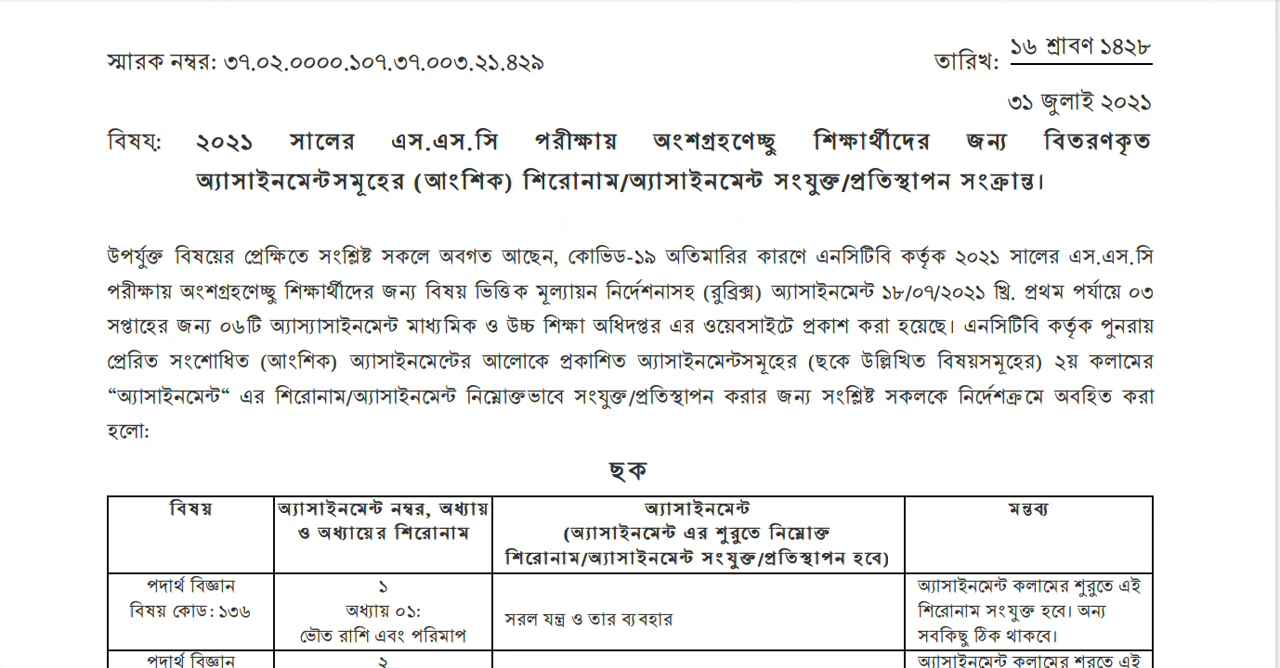 স্মারক নম্বর: ৩৭.০২.০০০০.১০৭.৩৭.০০৩.২১.৪২৯
তারিখ: ১৬ শ্রাবণ ১৪২৮
৩১ জুলাই ২০২১
বিষয়: ২০২১ সালের এস.এস.সি পরীক্ষায় অংশগ্রহণেচ্ছু শিক্ষার্থীদের জন্য বিতরণকৃত
অ্যাসাইনমেন্টসমূহের (আংশিক) শিরোনাম/অ্যাসাইনমেন্ট সংযুক্ত/প্রতিস্থাপন সংক্রান্ত।
উপর্যুক্ত বিষয়ের প্রেক্ষিতে সংশ্লিষ্ট সকলে অবগত আছেন, কোভিড-১৯ অতিমারির কারণে এনসিটিবি কর্তৃক ২০২১ সালের এস.এস.সি
পরীক্ষায় অংশগ্রহণেচ্ছু শিক্ষার্থীদের জন্য বিষয় ভিত্তিক মূল্যায়ন নির্দেশনাসহ (রুব্রিক্স) অ্যাসাইনমেন্ট ১৮/০৭/২০২১ খ্রি. প্রথম পর্যায়ে ০৩
সপ্তাহের জন্য ০৬টি অ্যাস্যাসাইনমেন্ট মাধ্যমিক ও উচ্চ শিক্ষা অধিদপ্তর এর ওয়েবসাইটে প্রকাশ করা হয়েছে। এনসিটিবি কর্তৃক পুনরায়
প্রেরিত সংশোধিত (আংশিক) অ্যাসাইনমেন্টের আলোকে প্রকাশিত অ্যাসাইনমেন্টসমূহের (ছকে উল্লিখিত বিষয়সমূহের) ২য় কলামের
“অ্যাসাইনমেন্ট“ এর শিরোনাম/অ্যাসাইনমেন্ট নিম্নোক্তভাবে সংযুক্ত/প্রতিস্থাপন করার জন্য সংশ্লিষ্ট সকলকে নির্দেশক্রমে অবহিত করা
হলো:
ছক
বিষয়
অ্যাসাইনমেন্ট নম্বর, অধ্যায়
ও অধ্যায়ের শিরোনাম
অ্যাসাইনমেন্ট
(অ্যাসাইনমেন্ট এর শুরুতে নিম্নোক্ত
শিরোনাম/অ্যাসাইনমেন্ট সংযুক্ত/প্রতিস্থাপন হবে)
মন্তব্য
পদার্থ বিজ্ঞান
বিষয় কোড: ১৩৬
১
অধ্যায় ০১:
ভৌত রাশি এবং পরিমাপ
সরল যন্ত্র ও তার ব্যবহার
অ্যাসাইনমেন্ট কলামের শুরুতে এই
শিরোনাম সংযুক্ত হবে। অন্য
সবকিছু ঠিক থাকবে।
পদার্থ বিজ্ঞান
২
অ্যাসাইনমেন্ট কলামের শুরুতে এই